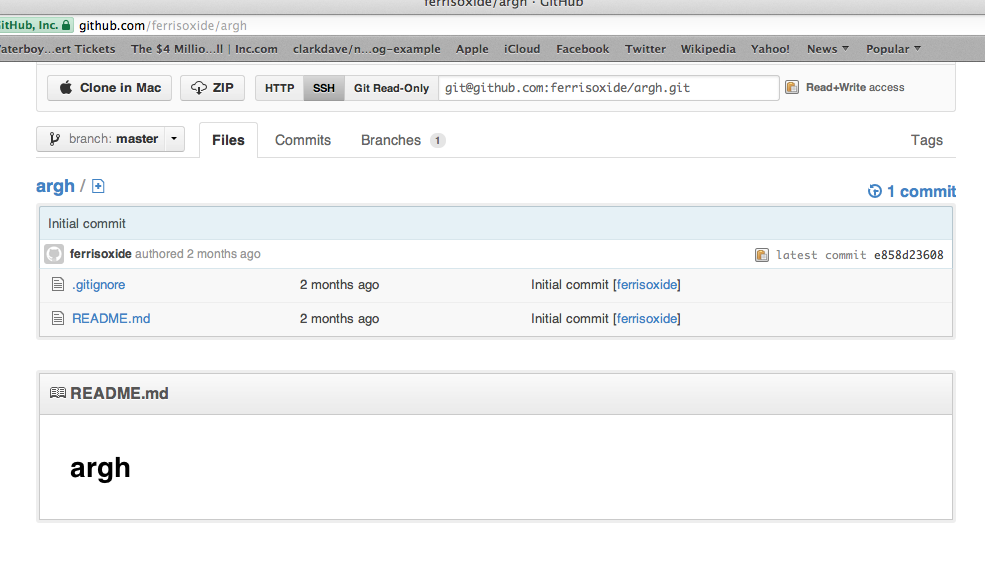 ferrisoxide/argh · GitHub
itHub, Inc. github.com/ferrisoxide/argh
aterboy...ert Tickets The $4 Millio...ll | Inc.com clarkdave/n...og-example Apple iCloud Facebook Twitter Wikipedia Yahoo! News ▼ Popular ▼
Clone in Mac ZIP HTTP SSH Git Read-Only git@github.com:ferrisoxide/argh.git Read+Write access
branch: master Files Commits Branches 1 Tags
argh / 1 commit
Initial commit
ferrisoxide authored 2 months ago latest commit e858d23608
.gitignore 2 months ago Initial commit [ferrisoxide]
README.md 2 months ago Initial commit [ferrisoxide]
README.md
argh